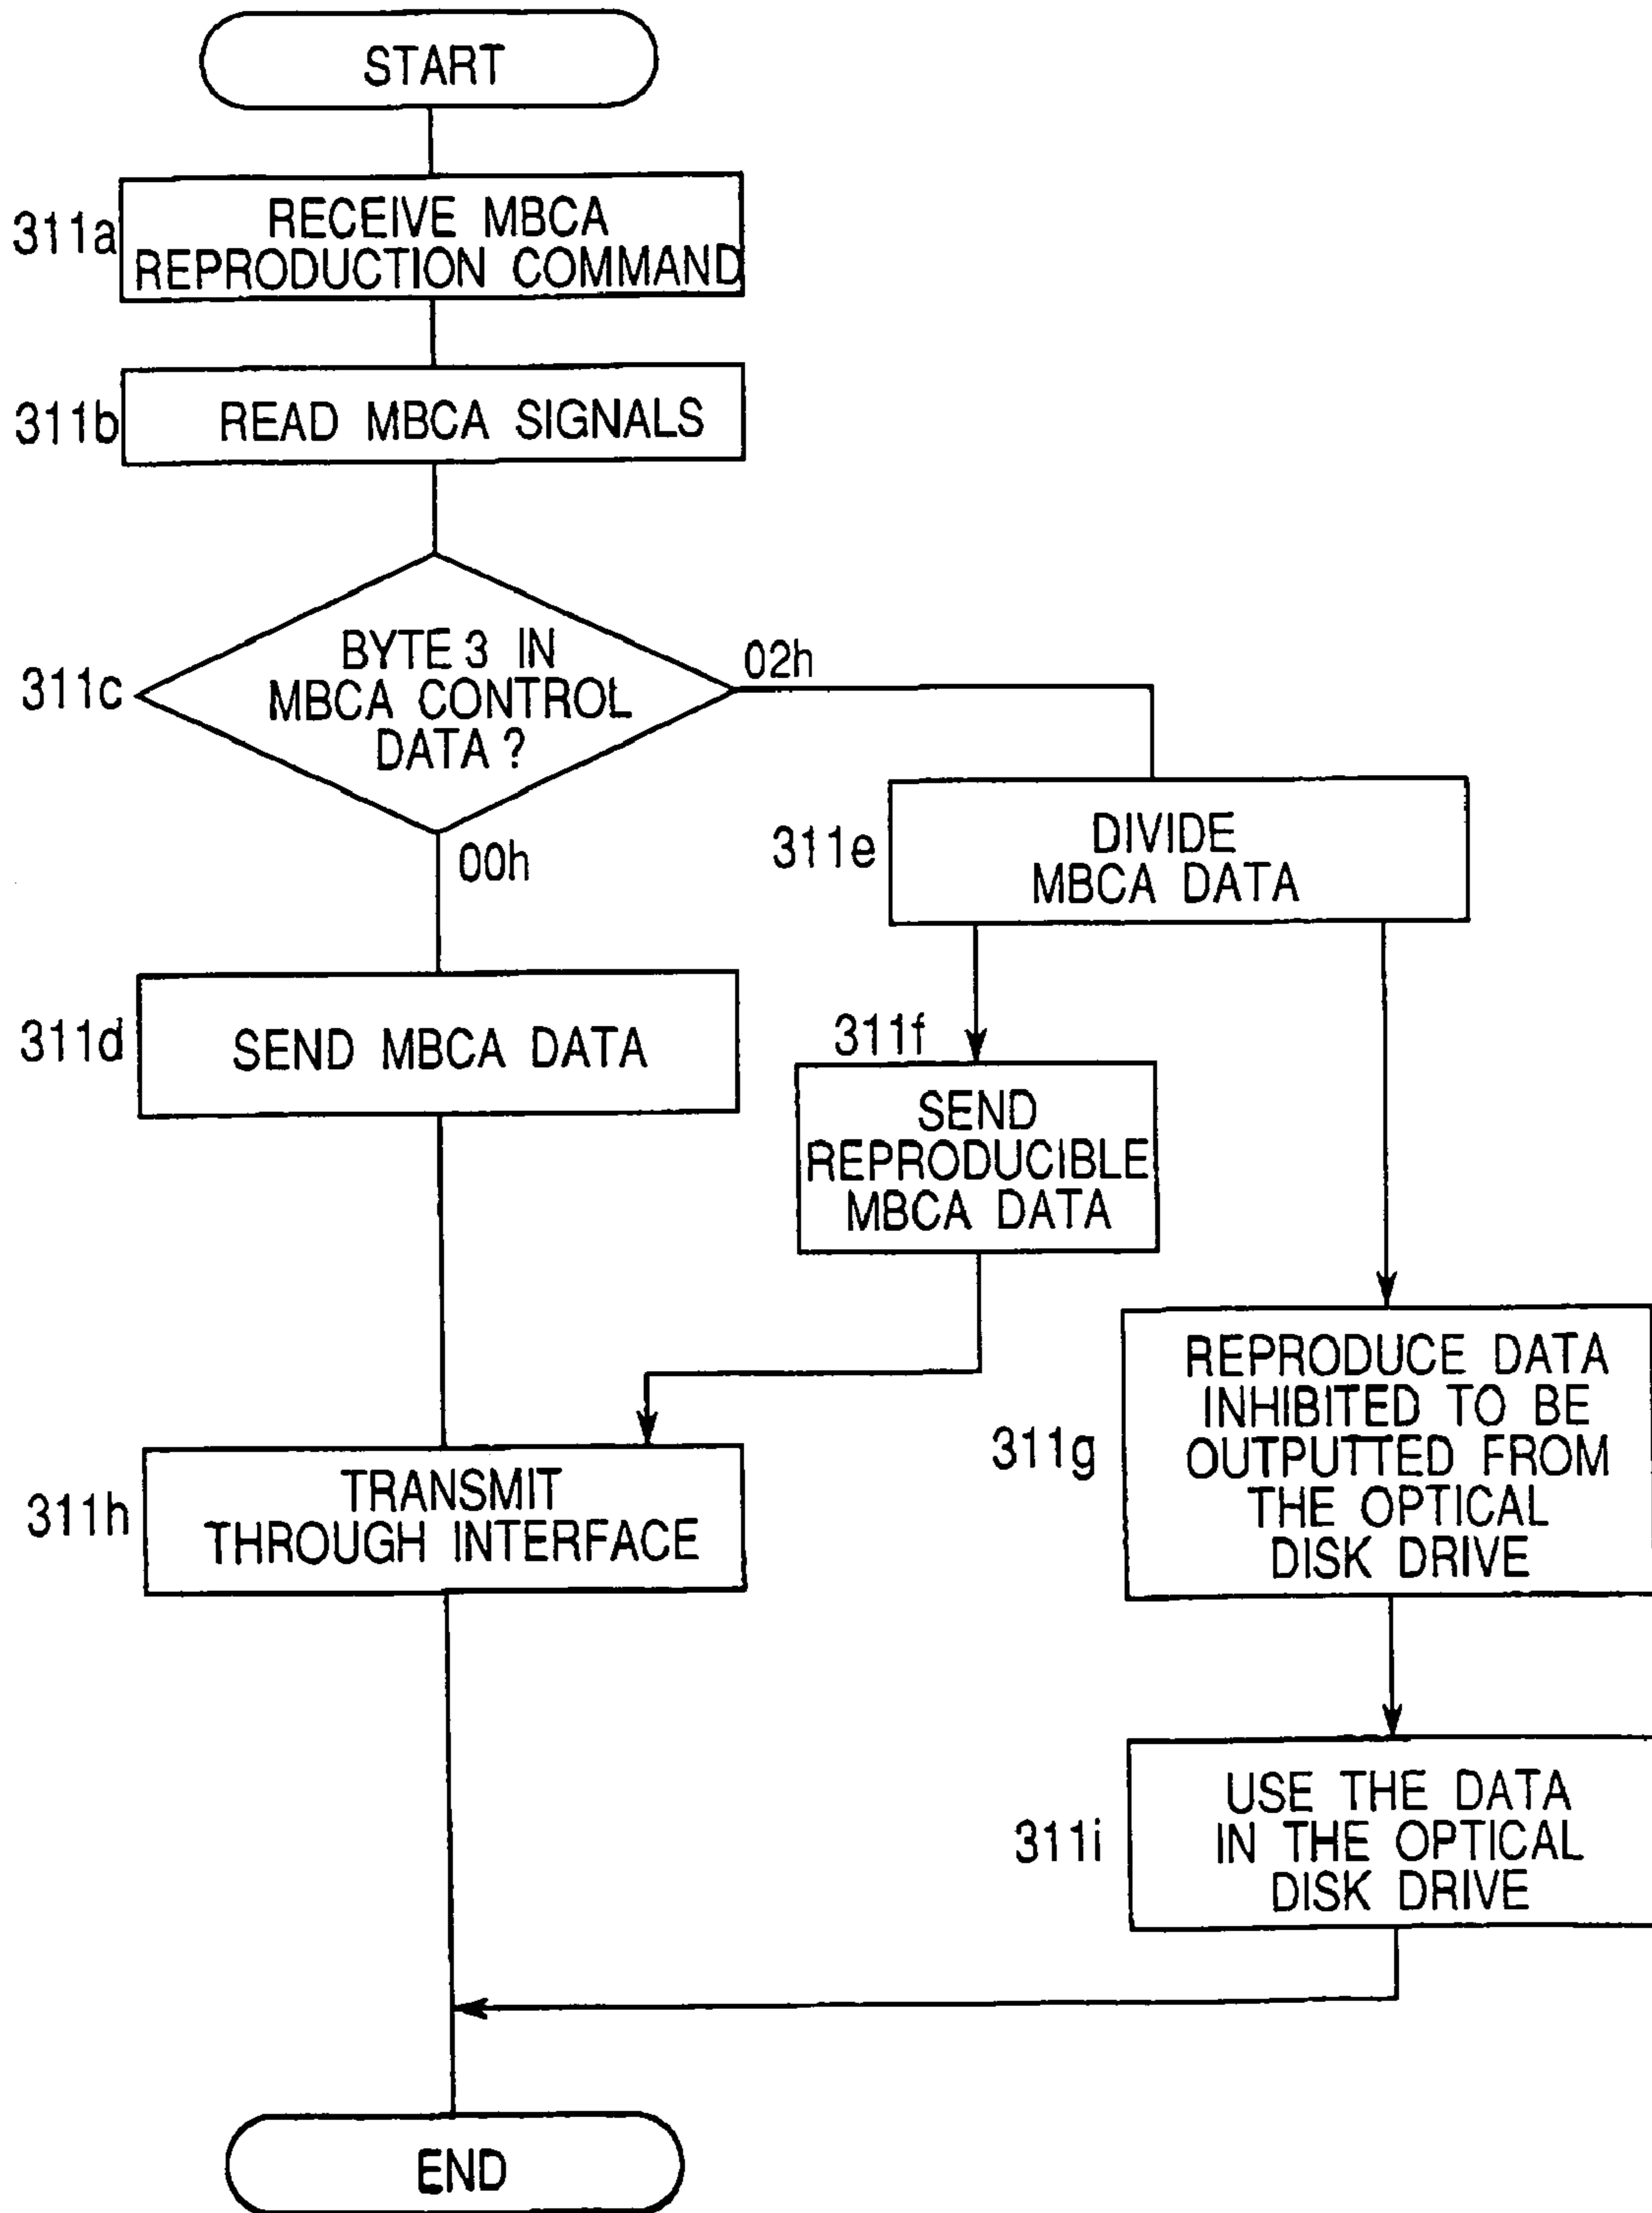 START
311a
RECEIVE MBCA
REPRODUCTION COMMAND
311b
READ MBCA SIGNALS
311c
BYTE 3 IN
MBCA CONTROL
DATA ?
02h
00h
311e
DIVIDE
MBCA DATA
311d
SEND MBCA DATA
311f
SEND
REPRODUCIBLE
MBCA DATA
311g
REPRODUCE DATA
INHIBITED TO BE
OUTPUTTED FROM
THE OPTICAL
DISK DRIVE
311h
TRANSMIT
THROUGH INTERFACE
311i
USE THE DATA
IN THE OPTICAL
DISK DRIVE
END